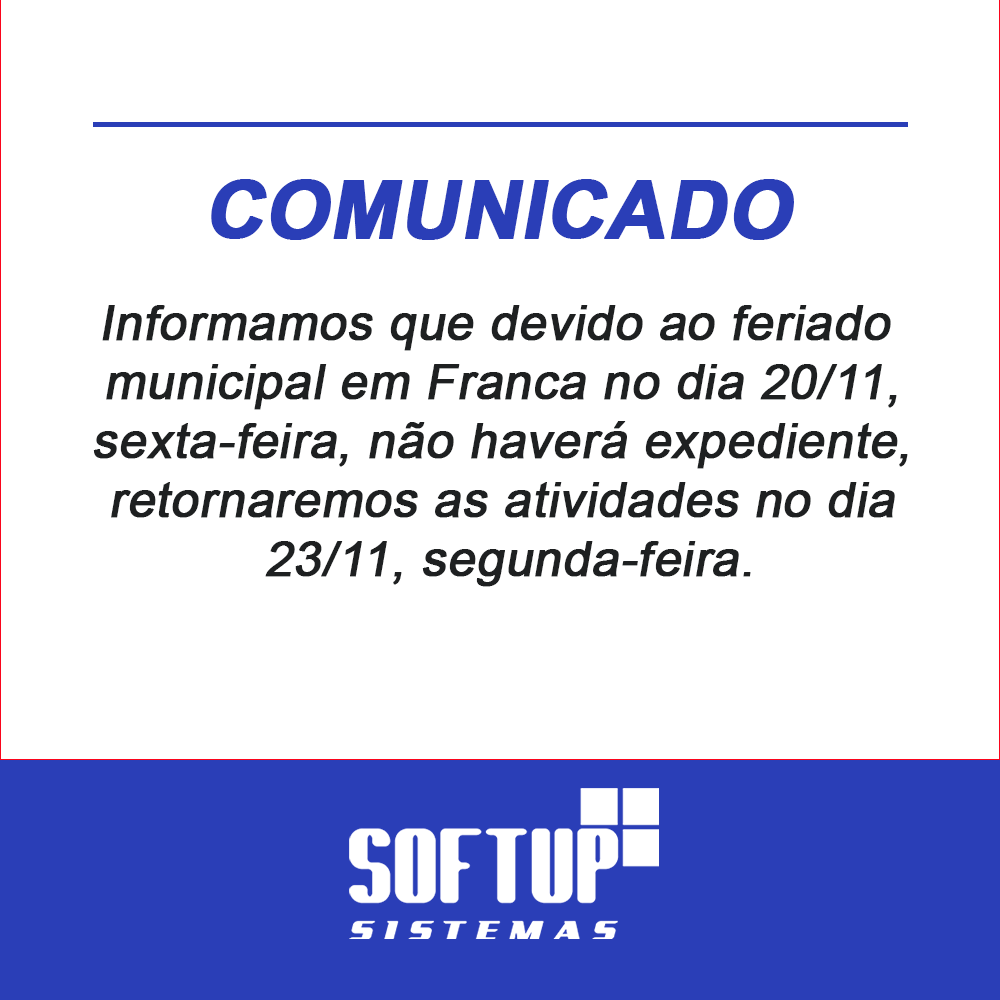 COMUNICADO
Informamos que devido ao feriado
municipal em Franca no dia 20/11,
sexta-feira, não haverá expediente,
retornaremos as atividades no dia
23/11, segunda-feira.
SOFTUP
SISTEMAS